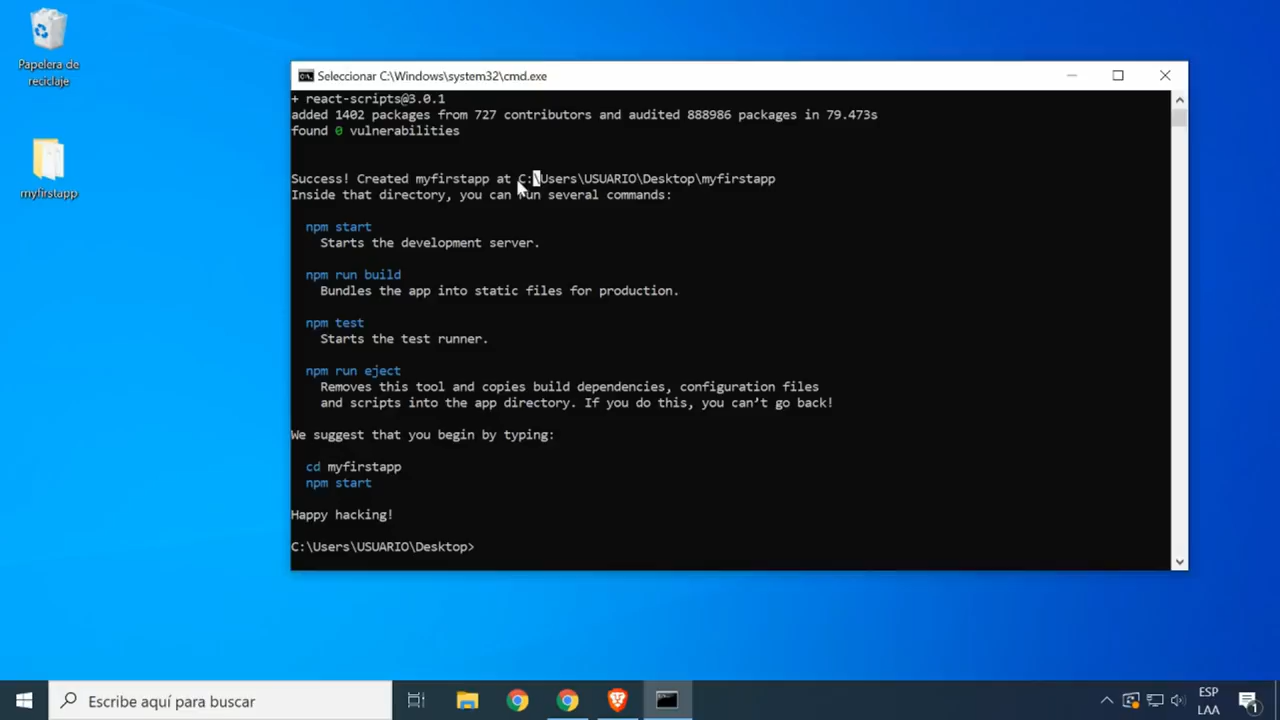 Papelera de
reciclaje
myfirstapp
Seleccionar C:\Windows\system32\cmd.exe
+ react-scripts@3.0.1
added 1402 packages from 727 contributors and audited 888986 packages in 79.473s
found 0 vulnerabilities
Success! Created myfirstapp at C:\Users\USUARIO\Desktop\myfirstapp
Inside that directory, you can run several commands:
npm start
Starts the development server.
npm run build
Bundles the app into static files for production.
npm test
Starts the test runner.
npm run eject
Removes this tool and copies build dependencies, configuration files
and scripts into the app directory. If you do this, you can’t go back!
We suggest that you begin by typing:
cd myfirstapp
npm start
Happy hacking!
C:\Users\USUARIO\Desktop>
Escribe aquí para buscar
ESP
LAA
1